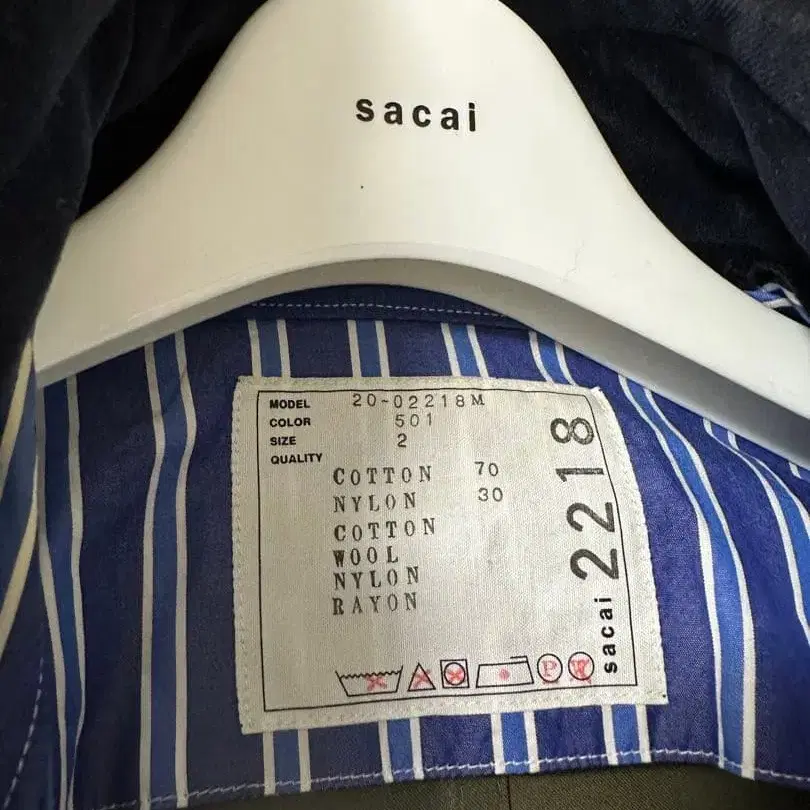 sacai
MODEL 20-02218M
COLOR 501
SIZE 2
QUALITY
COTTON 70
NYLON 30
COTTON
WOOL
NYLON
RAYON
P W
sacai 2218